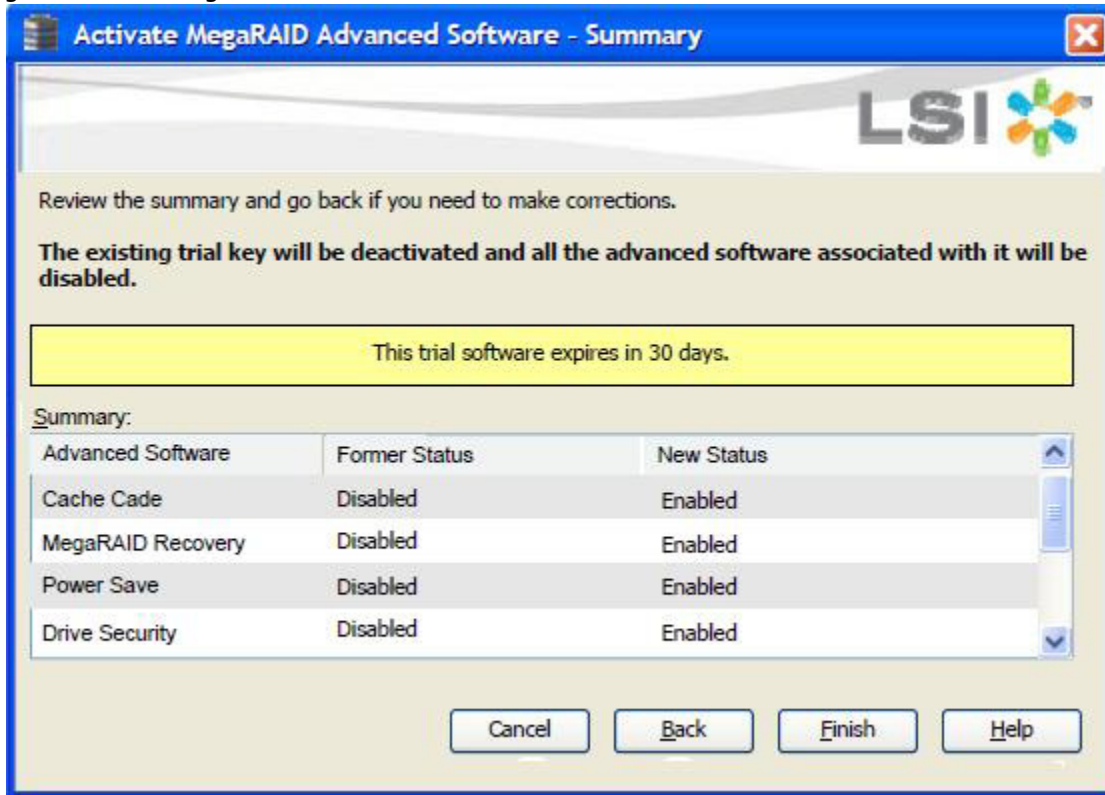 Activate MegaRAID Advanced Software - Summary
LSI
Review the summary and go back if you need to make corrections.
The existing trial key will be deactivated and all the advanced software associated with it will be
disabled.
This trial software expires in 30 days.
Summary:
Advanced Software Former Status New Status
Cache Cade Disabled Enabled
MegaRAID Recovery Disabled Enabled
Power Save Disabled Enabled
Drive Security Disabled Enabled
Cancel Back Finish Help